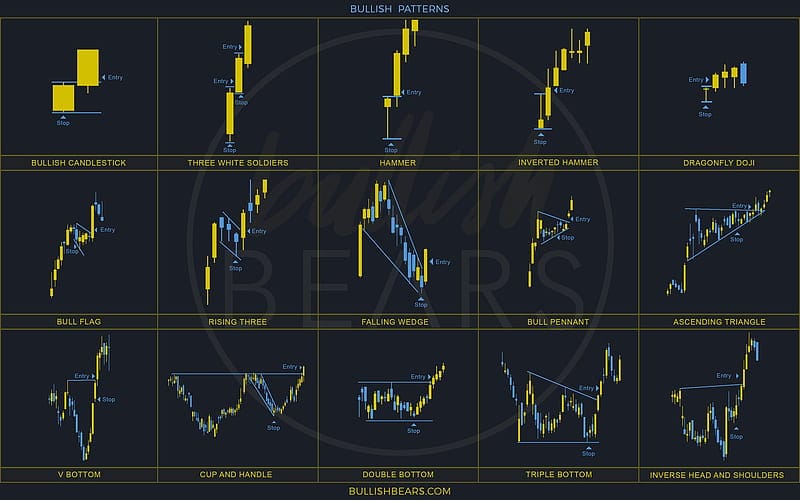 BULLISH PATTERNS
Entry
Stop
BULLISH CANDLESTICK
Entry
Entry
Stop
Stop
THREE WHITE SOLDIERS
Entry
Stop
HAMMER
Entry
Stop
INVERTED HAMMER
Entry
Stop
DRAGONFLY DOJI
Entry
Stop
BULL FLAG
Entry
Stop
RISING THREE
Entry
Stop
FALLING WEDGE
Entry
Stop
BULL PENNANT
Entry
Stop
ASCENDING TRIANGLE
Entry
Stop
V BOTTOM
Entry
Stop
CUP AND HANDLE
Entry
Stop
DOUBLE BOTTOM
Entry
Stop
TRIPLE BOTTOM
Entry
Stop
INVERSE HEAD AND SHOULDERS
bullish
BEARS
BULLISHBEARS.COM